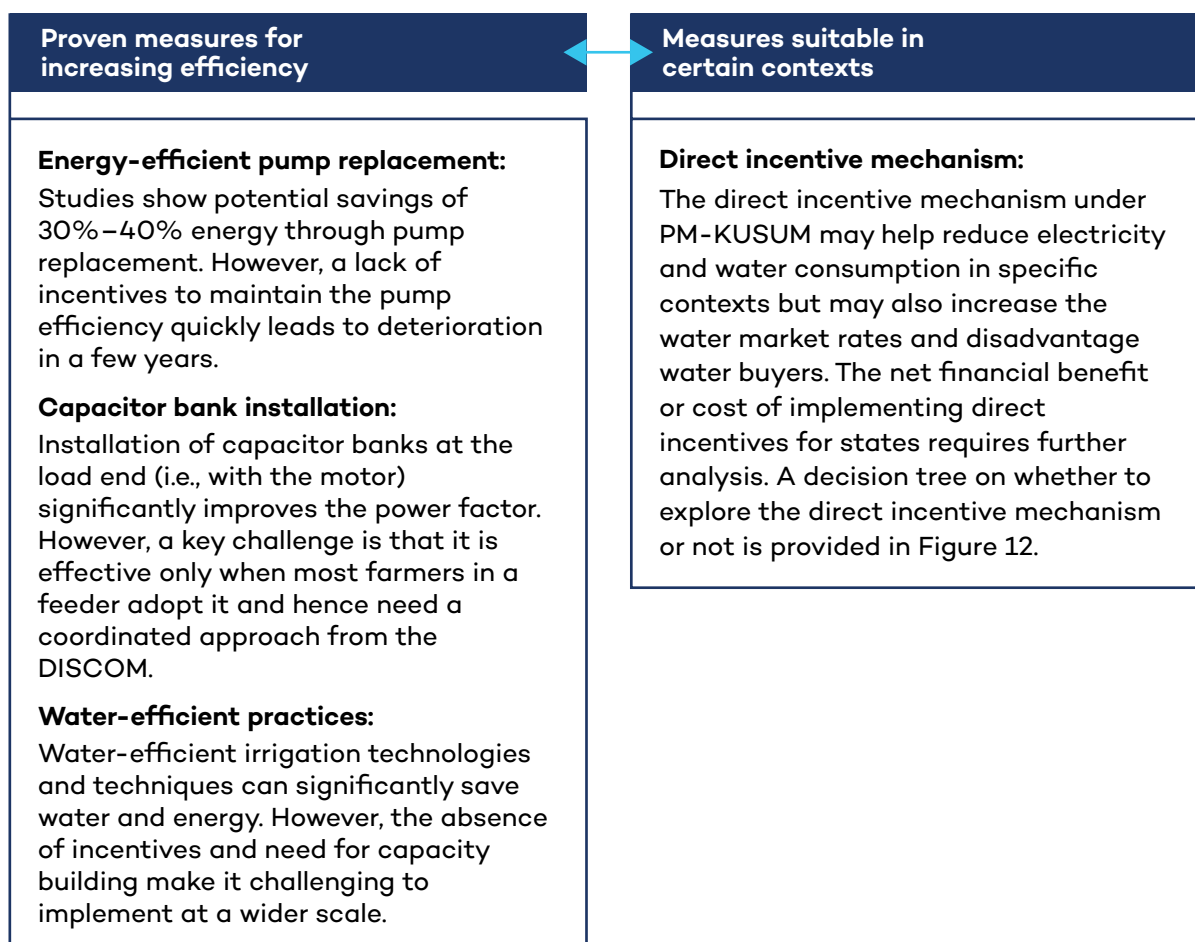 Proven measures for
increasing efficiency
Energy-efficient pump replacement:
Studies show potential savings of
30%–40% energy through pump
replacement. However, a lack of
incentives to maintain the pump
efficiency quickly leads to deterioration
in a few years.
Capacitor bank installation:
Installation of capacitor banks at the
load end (i.e., with the motor)
significantly improves the power factor.
However, a key challenge is that it is
effective only when most farmers in a
feeder adopt it and hence need a
coordinated approach from the
DISCOM.
Water-efficient practices:
Water-efficient irrigation technologies
and techniques can significantly save
water and energy. However, the absence
of incentives and need for capacity
building make it challenging to
implement at a wider scale.
Measures suitable in
certain contexts
Direct incentive mechanism:
The direct incentive mechanism under
PM-KUSUM may help reduce electricity
and water consumption in specific
contexts but may also increase the
water market rates and disadvantage
water buyers. The net financial benefit
or cost of implementing direct
incentives for states requires further
analysis. A decision tree on whether to
explore the direct incentive mechanism
or not is provided in Figure 12.